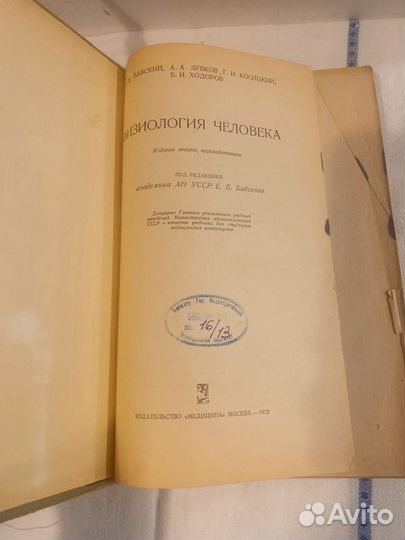 БАБСКИЙ, А. А. ЗУБКОВ, Г. И. КОСИЦКИЙ,
Б. И. ХОДОРОВ
ФИЗИОЛОГИЯ ЧЕЛОВЕКА
Издание второе, переработанное
ПОД РЕДАКЦИЕЙ
академика АН УССР Е. Б. Бабского
Допущено Главным управлением учебных
заведений Министерства здравоохранения
СССР в качестве учебника для студентов
медицинских институтов
16/13
ИЗДАТЕЛЬСТВО «МЕДИЦИНА» МОСКВА — 1972
Avito